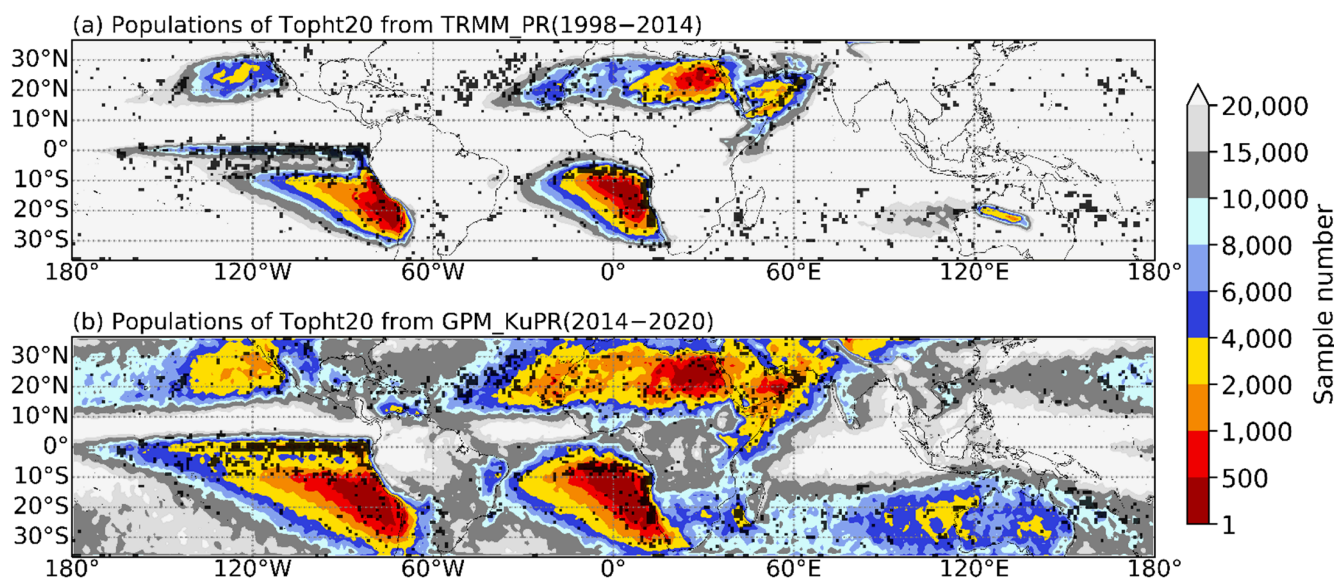 (a) Populations of Topht20 from TRMM_PR(1998−2014)
30°N
20°N
10°N
0°
10°S
20°S
30°S
180° 120°W 60°W 0° 60°E 120°E 180°
(b) Populations of Topht20 from GPM_KuPR(2014−2020)
30°N
20°N
10°N
0°
10°S
20°S
30°S
180° 120°W 60°W 0° 60°E 120°E 180°
20,000
15,000
10,000
8,000
6,000
4,000
2,000
1,000
500
1
Sample number